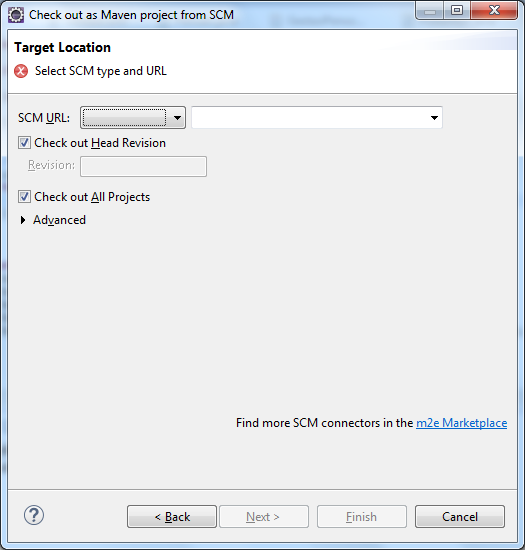 Check out as Maven project from SCM
Target Location
Select SCM type and URL
SCM URL:
Check out Head Revision
Revision:
Check out All Projects
Advanced
Find more SCM connectors in the m2e Marketplace
?
< Back Next > Finish Cancel